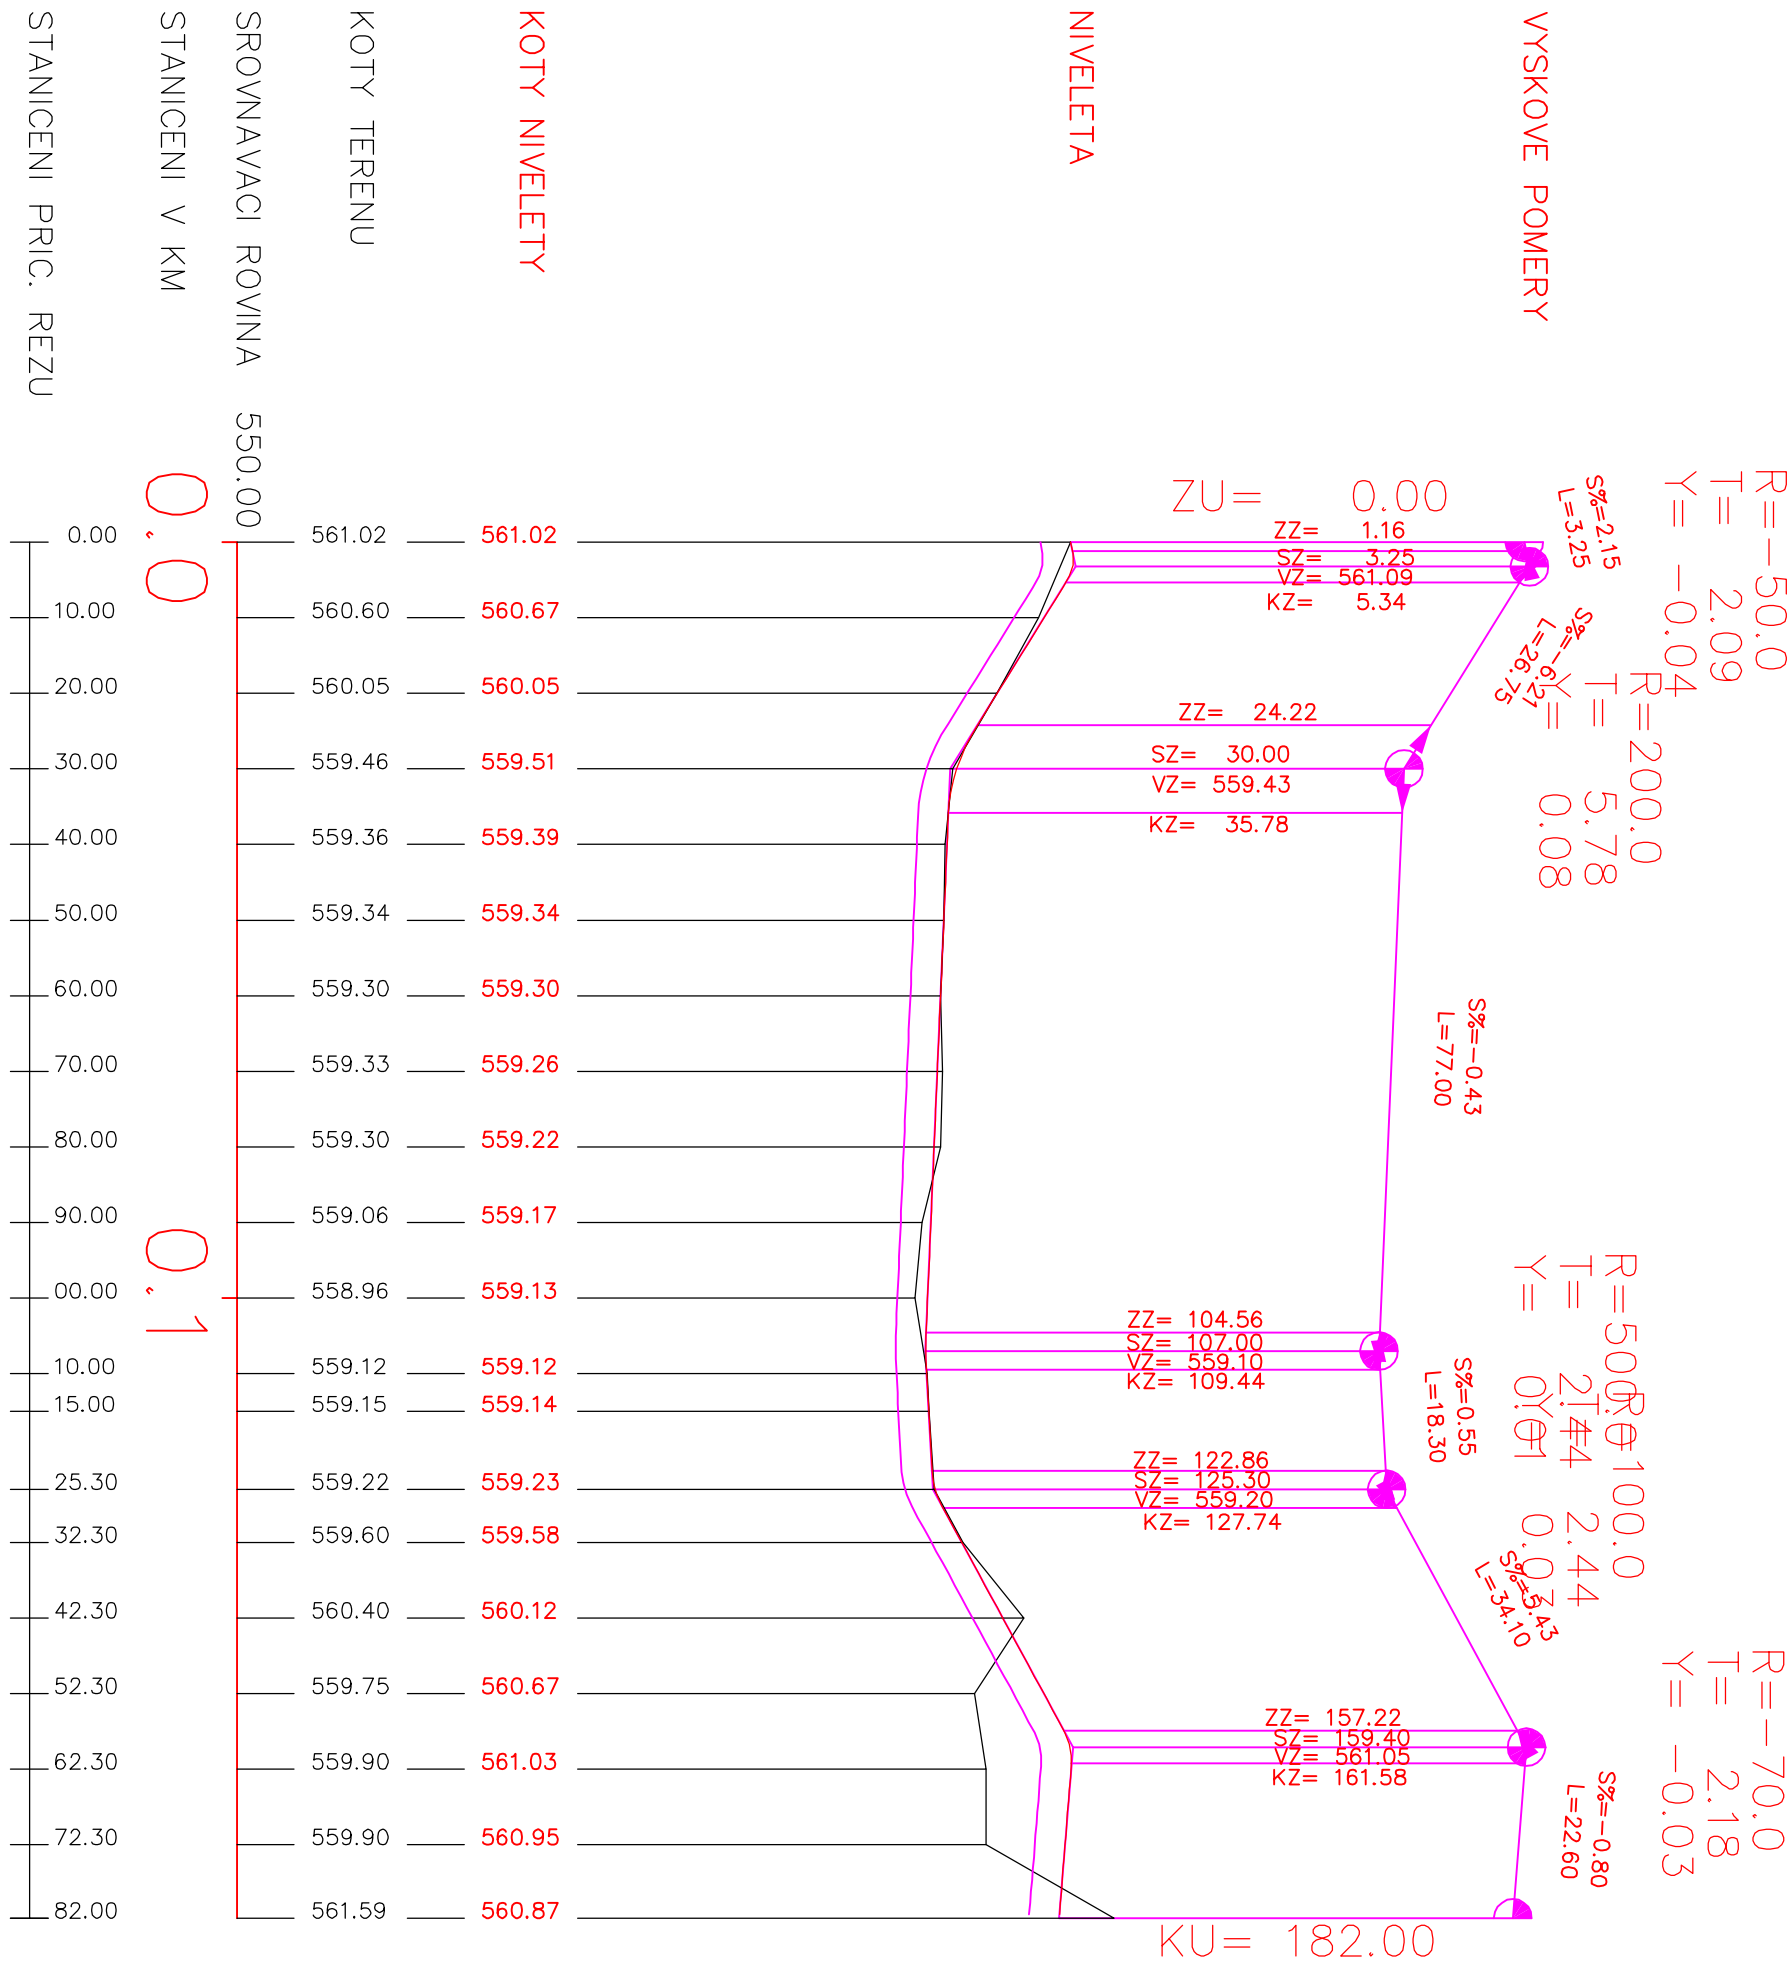 VYSKOVE POMERY
NIVELETA
KOTY NIVELETY
KOTY TERENU
SROVNAVACI ROVINA 550.00
STANICENI V KM
STANICENI PRIC. REZU
R=-50.0
T= 2.09
Y= -0.04
S%=2.15
L=3.25
R=200.0
T= 5.78
Y= 0.08
S%=-6.21
L=26.75
S%=-0.43
L=77.00
R=500.0
T= 2.44
Y= 0.01
S%=0.55
L=18.30
R=100.0
T= 2.44
Y= 0.03
S%=5.43
L=34.10
R=-70.0
T= 2.18
Y= -0.03
S%=-0.80
L=22.60
ZU= 0.00
ZZ= 1.16
SZ= 3.25
VZ= 561.09
KZ= 5.34
ZZ= 24.22
SZ= 30.00
VZ= 559.43
KZ= 35.78
ZZ= 104.56
SZ= 107.00
VZ= 559.10
KZ= 109.44
ZZ= 122.86
SZ= 125.30
VZ= 559.20
KZ= 127.74
ZZ= 157.22
SZ= 159.40
VZ= 561.05
KZ= 161.58
KU= 182.00
0.0
0.1
0.00 561.02 561.02
10.00 560.60 560.67
20.00 560.05 560.05
30.00 559.46 559.51
40.00 559.36 559.39
50.00 559.34 559.34
60.00 559.30 559.30
70.00 559.33 559.26
80.00 559.30 559.22
90.00 559.06 559.17
00.00 558.96 559.13
10.00 559.12 559.12
15.00 559.15 559.14
25.30 559.22 559.23
32.30 559.60 559.58
42.30 560.40 560.12
52.30 559.75 560.67
62.30 559.90 561.03
72.30 559.90 560.95
82.00 561.59 560.87